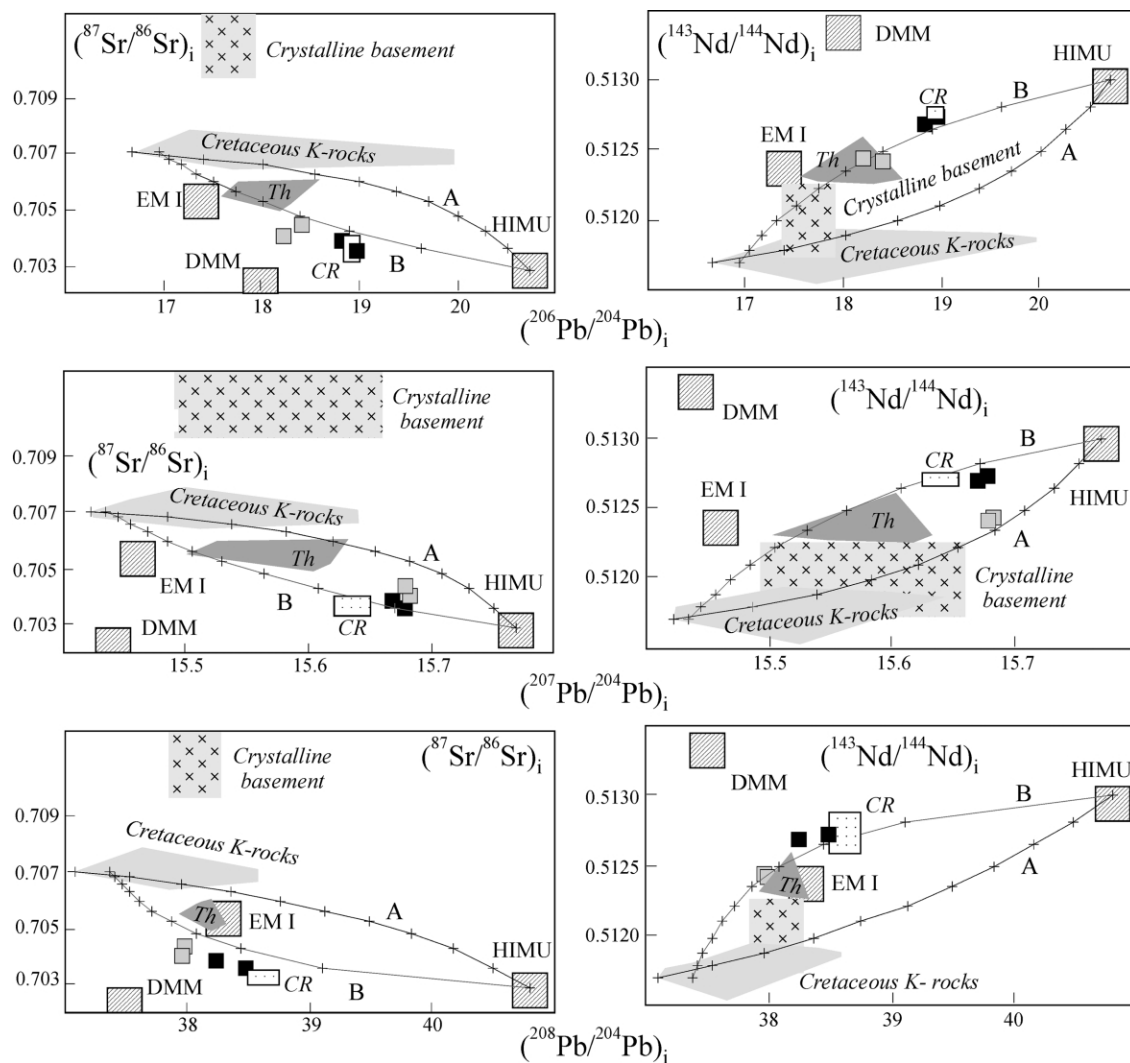 (⁸⁷Sr/⁸⁶Sr)ᵢ
Crystalline basement
0.709
0.707
0.705
0.703
Cretaceous K-rocks
EM I
Th
A
HIMU
DMM
CR
B
17 18 19 20
(¹⁴³Nd/¹⁴⁴Nd)ᵢ
DMM
HIMU
0.5130
0.5125
0.5120
B
CR
EM I
Th
Crystalline basement
A
Cretaceous K-rocks
17 18 19 20
(²⁰⁶Pb/²⁰⁴Pb)ᵢ
Crystalline
basement
0.709
0.707
0.705
0.703
(⁸⁷Sr/⁸⁶Sr)ᵢ
Cretaceous K-rocks
Th
A
EM I
HIMU
B
CR
DMM
15.5 15.6 15.7
(¹⁴³Nd/¹⁴⁴Nd)ᵢ
DMM
0.5130
0.5125
0.5120
B
CR
EM I
HIMU
Th
A
Crystalline
basement
Cretaceous K-rocks
15.5 15.6 15.7
(²⁰⁷Pb/²⁰⁴Pb)ᵢ
Crystalline
basement
(⁸⁷Sr/⁸⁶Sr)ᵢ
0.709
0.707
0.705
0.703
Cretaceous K-rocks
Th
EM I
A
HIMU
DMM
CR
B
38 39 40
(¹⁴³Nd/¹⁴⁴Nd)ᵢ
DMM
HIMU
0.5130
0.5125
0.5120
CR
B
Th
EM I
A
Cretaceous K- rocks
38 39 40
(²⁰⁸Pb/²⁰⁴Pb)ᵢ